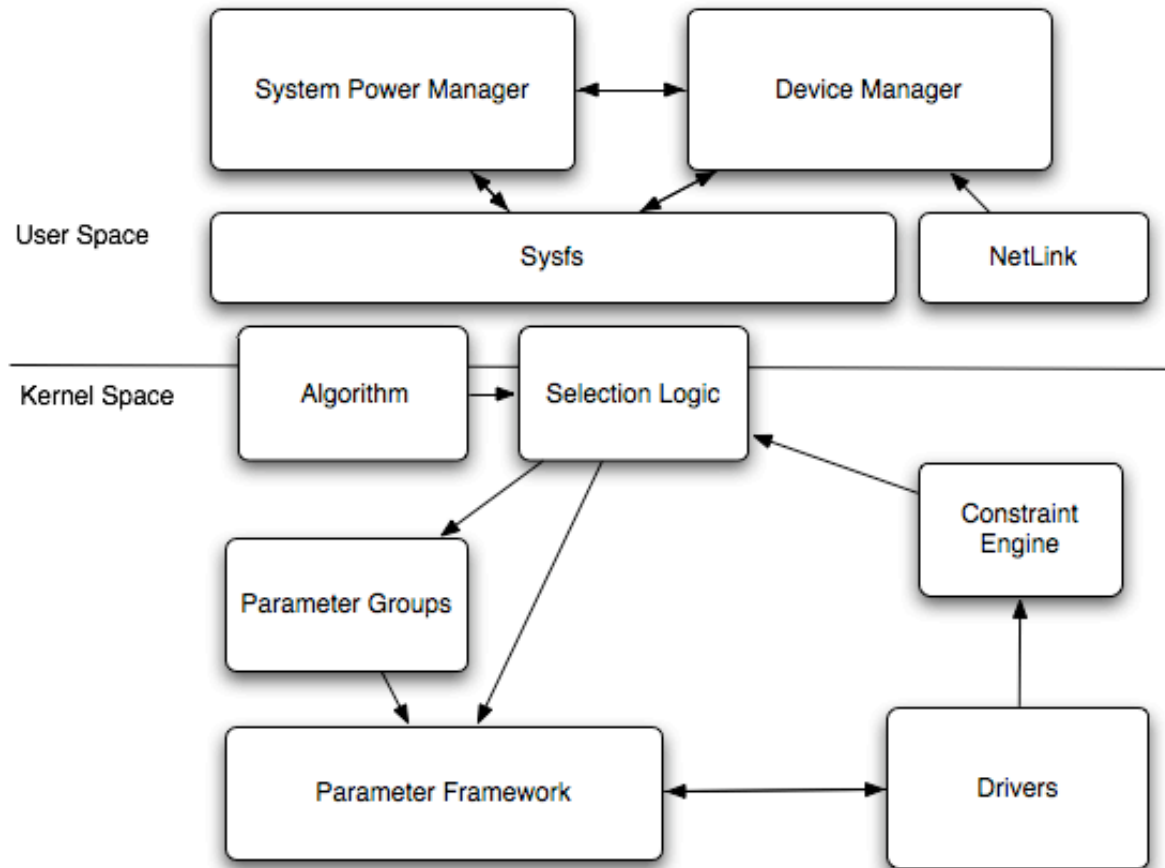 System Power Manager
Device Manager
User Space
Sysfs
NetLink
Kernel Space
Algorithm
Selection Logic
Constraint
Engine
Parameter Groups
Parameter Framework
Drivers